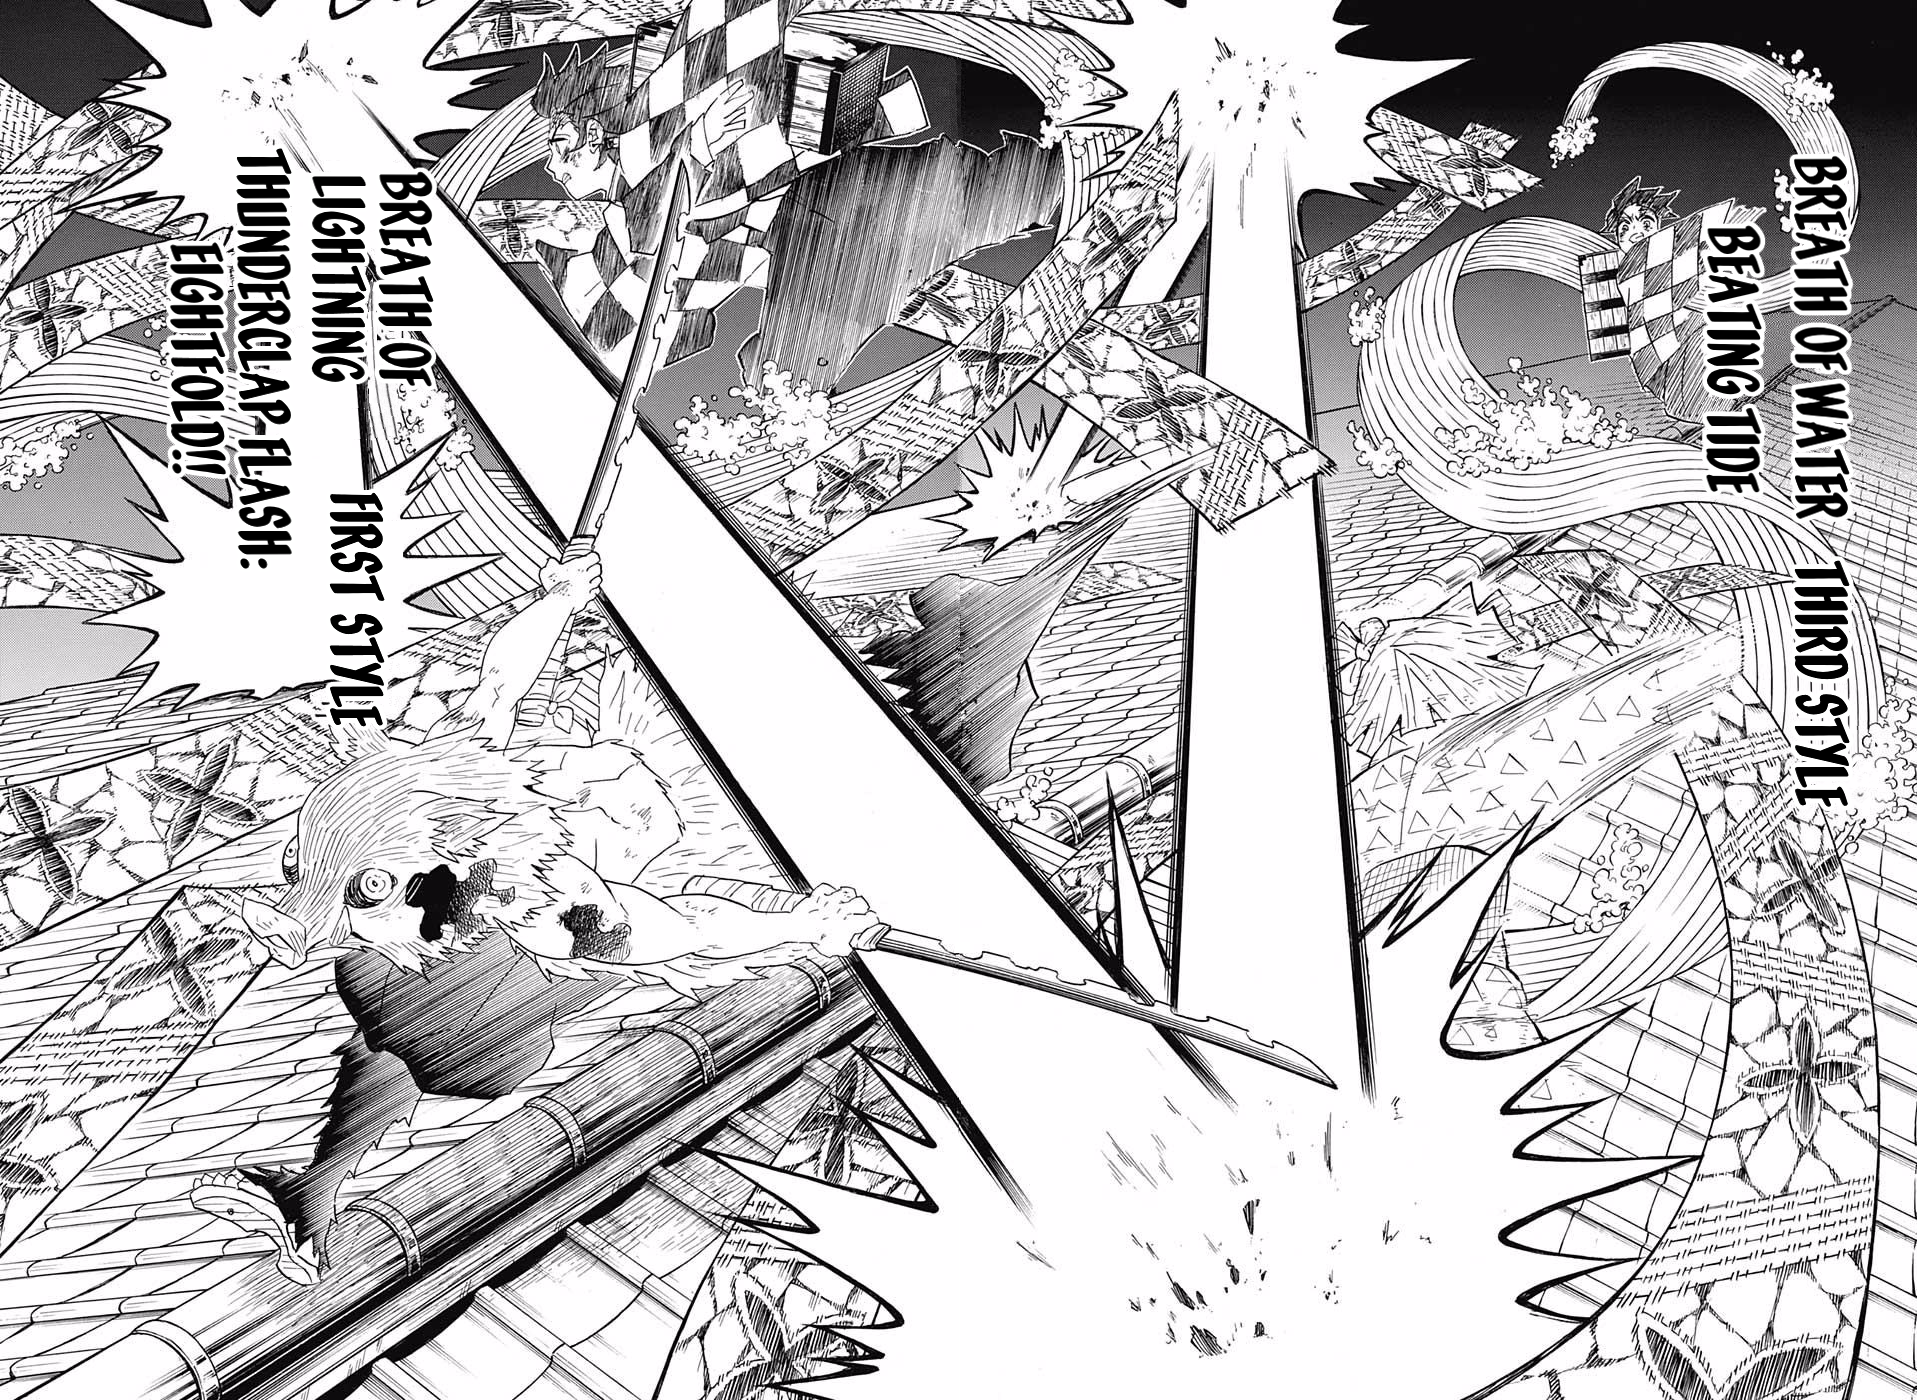 BREATH OF WATER THIRD STYLE
BEATING TIDE
BREATH OF
LIGHTNING FIRST STYLE
THUNDERCLAP FLASH:
EIGHTFOLD!!